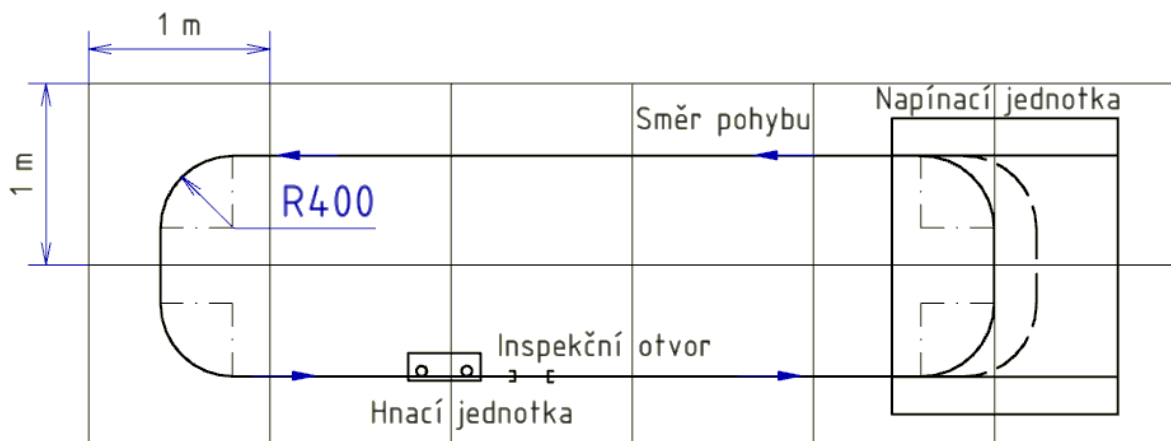 1 m
Napínací jednotka
Směr pohybu
1 m
R400
Inspekční otvor
Hnací jednotka